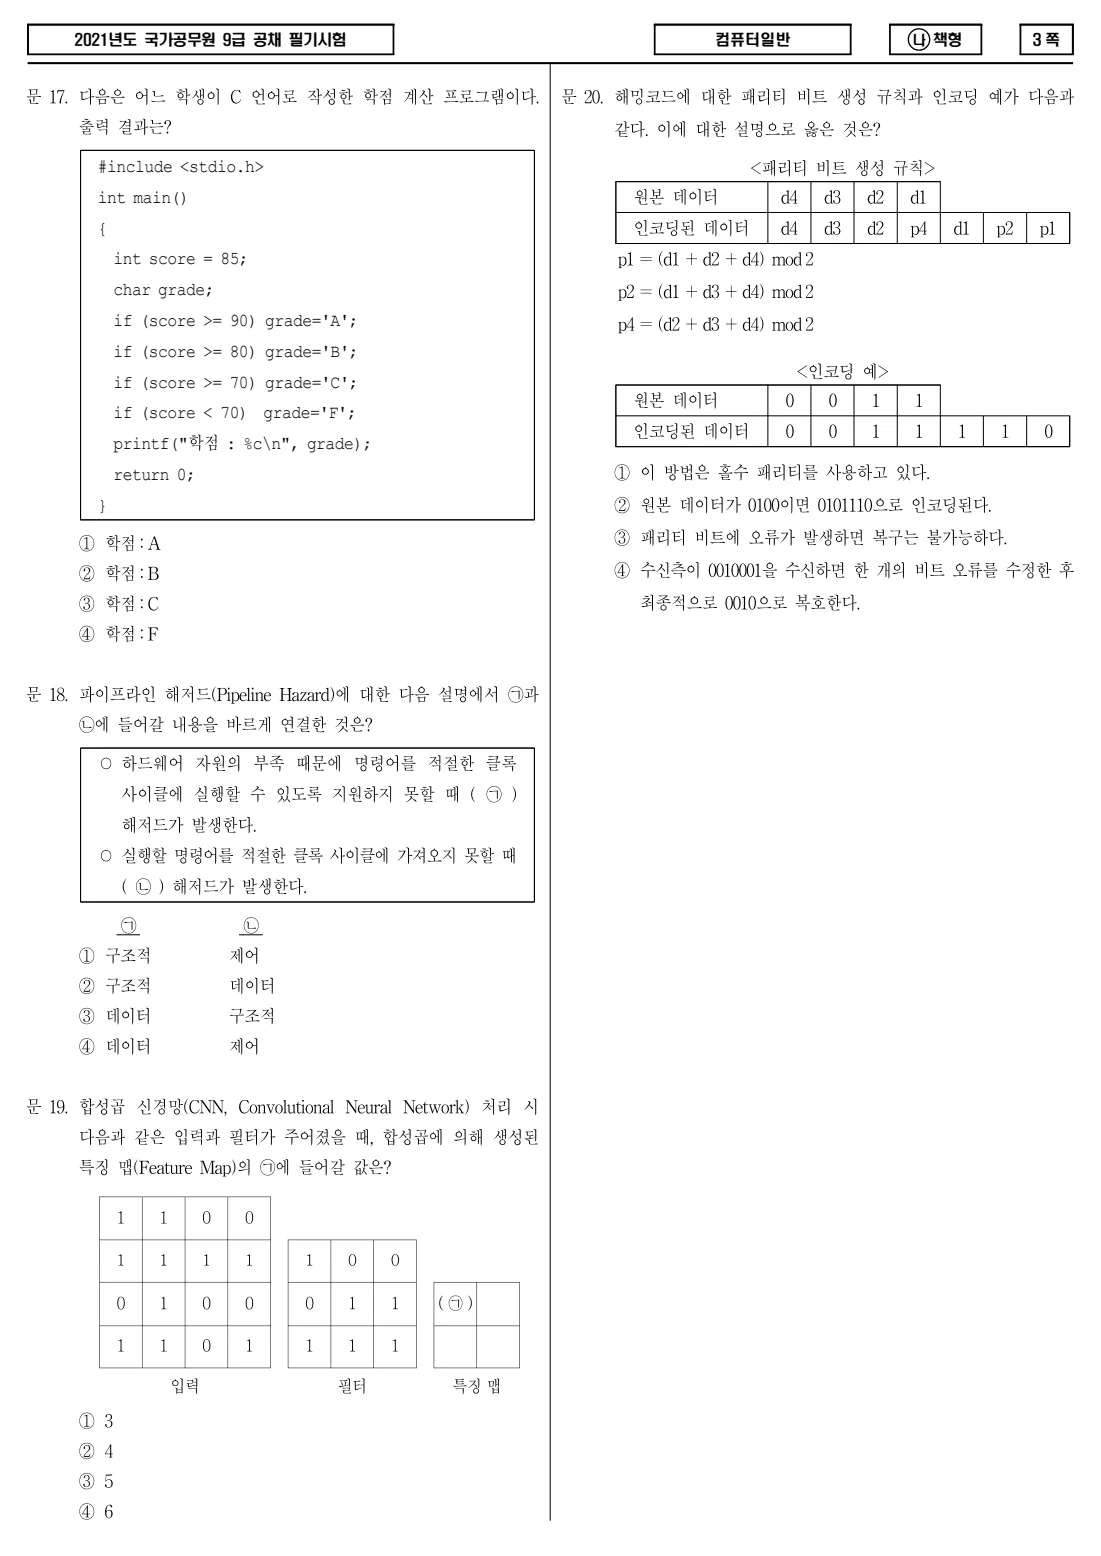 2021년도 국가공무원 9급 공채 필기시험
컴퓨터일반
㉯책형
3 쪽
문 17. 다음은 어느 학생이 C 언어로 작성한 학점 계산 프로그램이다.
출력 결과는?
#include <stdio.h>
int main()
{
int score = 85;
char grade;
if (score >= 90) grade='A';
if (score >= 80) grade='B';
if (score >= 70) grade='C';
if (score < 70) grade='F';
printf("학점 : %c\n", grade);
return 0;
}
① 학점 : A
② 학점 : B
③ 학점 : C
④ 학점 : F
문 18. 파이프라인 해저드(Pipeline Hazard)에 대한 다음 설명에서 ㉠과
㉡에 들어갈 내용을 바르게 연결한 것은?
○ 하드웨어 자원의 부족 때문에 명령어를 적절한 클록
사이클에 실행할 수 있도록 지원하지 못할 때 ( ㉠ )
해저드가 발생한다.
○ 실행할 명령어를 적절한 클록 사이클에 가져오지 못할 때
( ㉡ ) 해저드가 발생한다.
㉠ ㉡
① 구조적 제어
② 구조적 데이터
③ 데이터 구조적
④ 데이터 제어
문 19. 합성곱 신경망(CNN, Convolutional Neural Network) 처리 시
다음과 같은 입력과 필터가 주어졌을 때, 합성곱에 의해 생성된
특징 맵(Feature Map)의 ㉠에 들어갈 값은?
1 1 0 0
1 1 1 1
0 1 0 0
1 1 0 1
입력
1 0 0
0 1 1
1 1 1
필터
( ㉠ )
특징 맵
① 3
② 4
③ 5
④ 6
문 20. 해밍코드에 대한 패리티 비트 생성 규칙과 인코딩 예가 다음과
같다. 이에 대한 설명으로 옳은 것은?
<패리티 비트 생성 규칙>
원본 데이터 d4 d3 d2 d1
인코딩된 데이터 d4 d3 d2 p4 d1 p2 p1
p1 = (d1 + d2 + d4) mod 2
p2 = (d1 + d3 + d4) mod 2
p4 = (d2 + d3 + d4) mod 2
<인코딩 예>
원본 데이터 0 0 1 1
인코딩된 데이터 0 0 1 1 1 1 0
① 이 방법은 홀수 패리티를 사용하고 있다.
② 원본 데이터가 0100이면 0101110으로 인코딩된다.
③ 패리티 비트에 오류가 발생하면 복구는 불가능하다.
④ 수신측이 0010001을 수신하면 한 개의 비트 오류를 수정한 후
최종적으로 0010으로 복호한다.